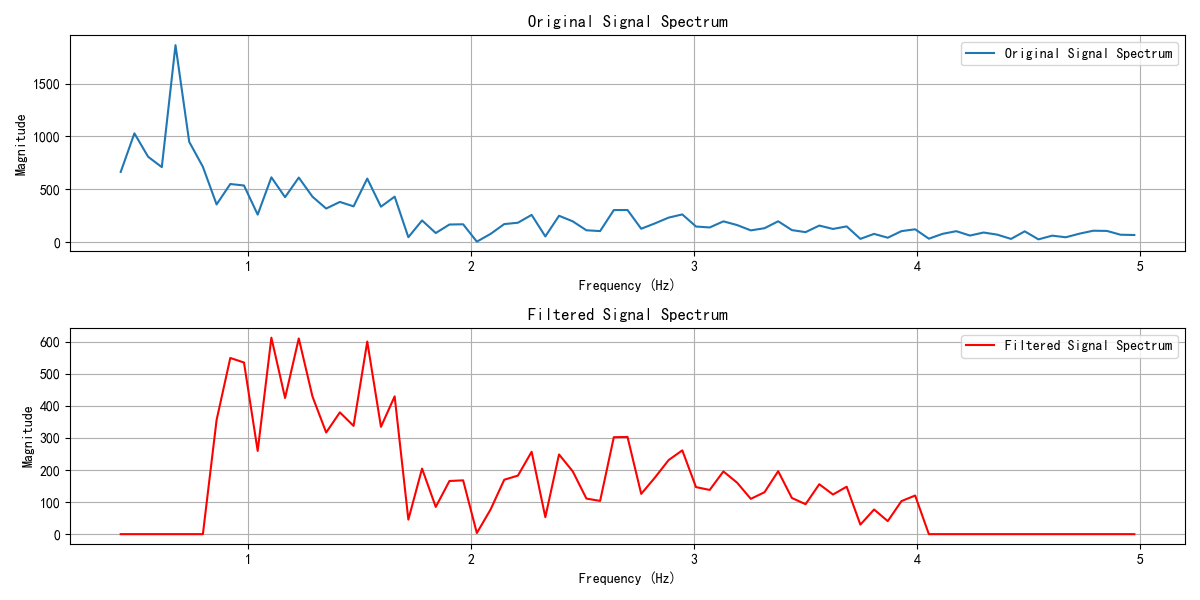 Original Signal Spectrum
Original Signal Spectrum
Magnitude
1500
1000
500
0
1 2 3 4 5
Frequency (Hz)
Filtered Signal Spectrum
Filtered Signal Spectrum
Magnitude
600
500
400
300
200
100
0
1 2 3 4 5
Frequency (Hz)